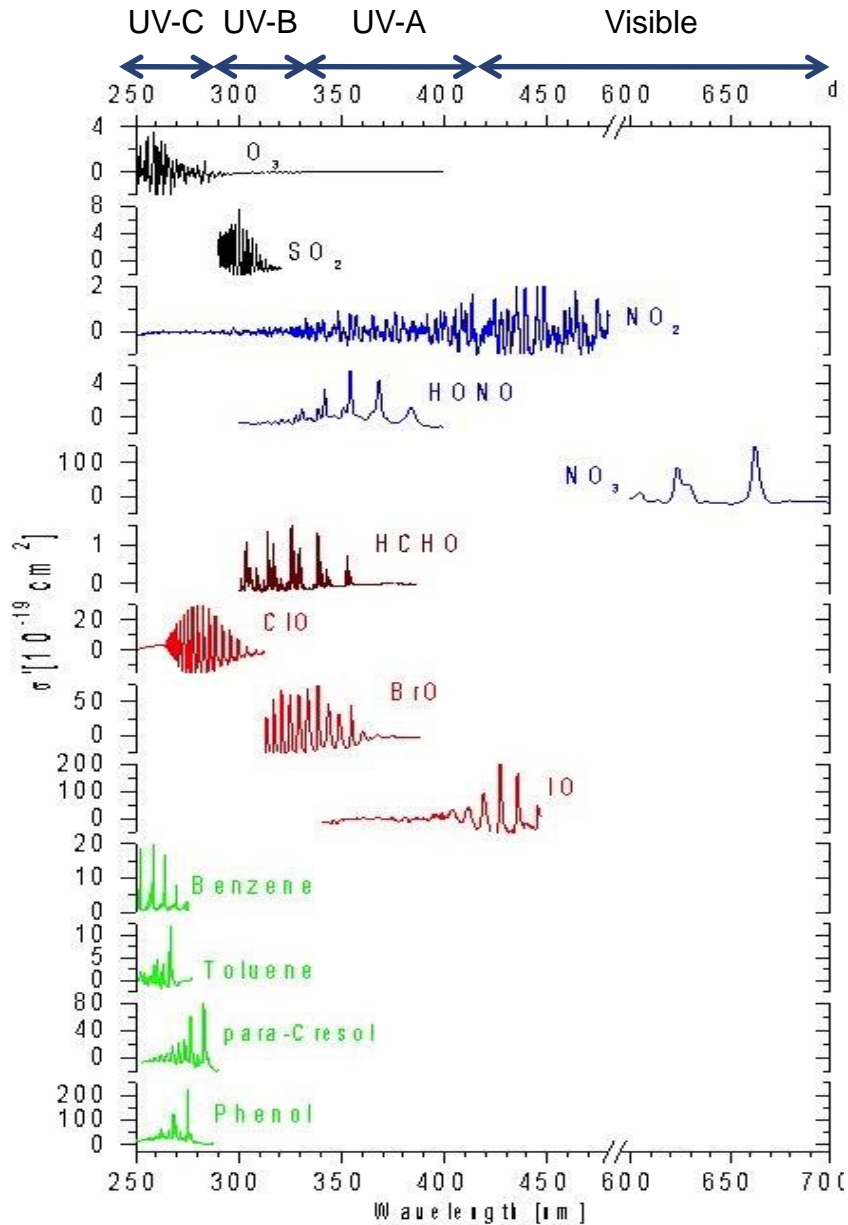 UV-C UV-B UV-A Visible
250 300 350 400 450 600 650 d
4
0
O₃
8
4
0
SO₂
2
0
NO₂
4
0
HONO
100
0
NO₃
1
0
HCHO
20
0
ClO
50
0
BrO
200
100
0
IO
20
10
0
Benzene
10
5
0
Toluene
80
40
0
para-Cresol
200
100
0
Phenol
σ'[10⁻¹⁹ cm²]
250 300 350 400 450 600 650 700
Wavelength [nm]